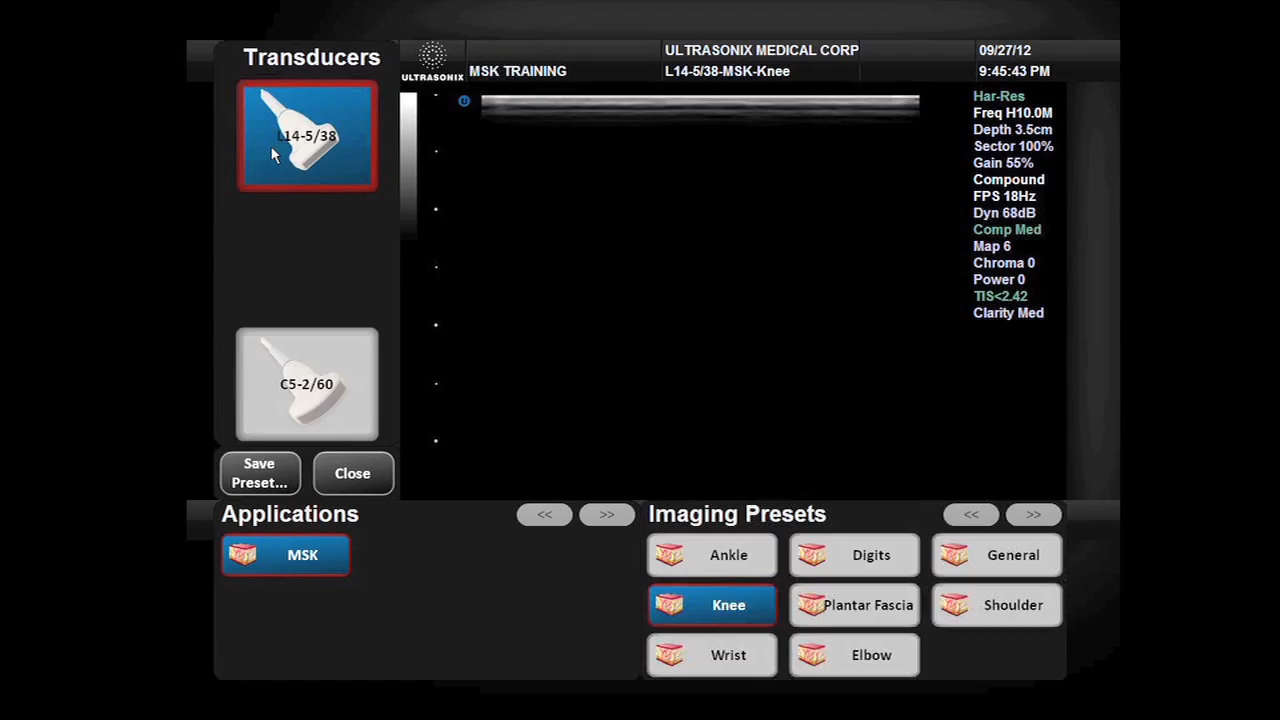 Transducers
L14-5/38
C5-2/60
Save
Preset...
Close
ULTRASONIX
MSK TRAINING
ULTRASONIX MEDICAL CORP
L14-5/38-MSK-Knee
09/27/12
9:45:43 PM
U
Har-Res
Freq H10.0M
Depth 3.5cm
Sector 100%
Gain 55%
Compound
FPS 18Hz
Dyn 68dB
Comp Med
Map 6
Chroma 0
Power 0
TIS<2.42
Clarity Med
Applications
<< >>
MSK
Imaging Presets
<< >>
Ankle
Digits
General
Knee
Plantar Fascia
Shoulder
Wrist
Elbow